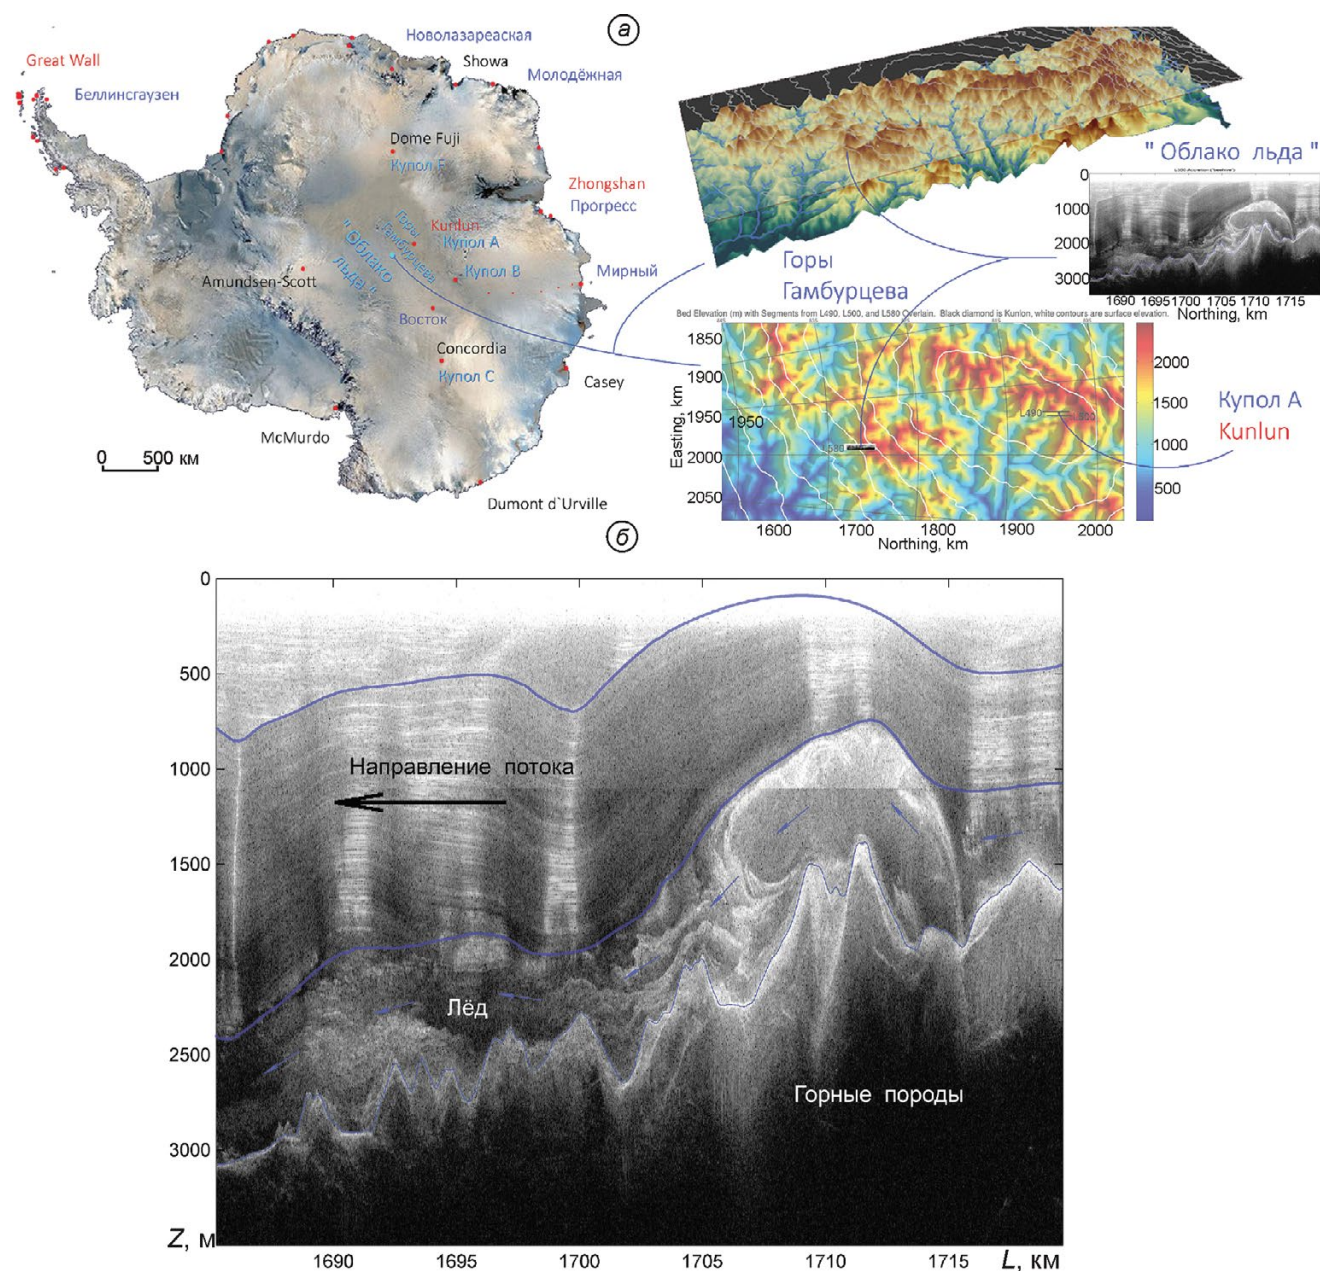 а
Новолазареаская
Showa
Молодёжная
Great Wall
Беллинсгаузен
Dome Fuji
Купол F
Zhongshan
Прогресс
Kunlun
Купол А
Горы
Гамбурцева
" Облако
льда "
Купол В
Мирный
Amundsen-Scott
Восток
Concordia
Купол С
Casey
McMurdo
0 500 км
Dumont d`Urville
" Облако льда "
0
1000
2000
3000
1690 1695 1700 1705 1710 1715
Northing, km
Горы
Гамбурцева
Bed Elevation (m) with Segments from L490, L500, and L580 Overlain. Black diamond is Kunlon, white contours are surface elevation.
1850
1900
1950
2000
2050
Easting, km
1950
L490
L580
1600 1700 1800 1900 2000
Northing, km
2000
1500
1000
500
Купол А
Kunlun
б
0
500
1000
1500
2000
2500
3000
Z, м
Направление потока
Лёд
Горные породы
1690 1695 1700 1705 1710 1715 L, км